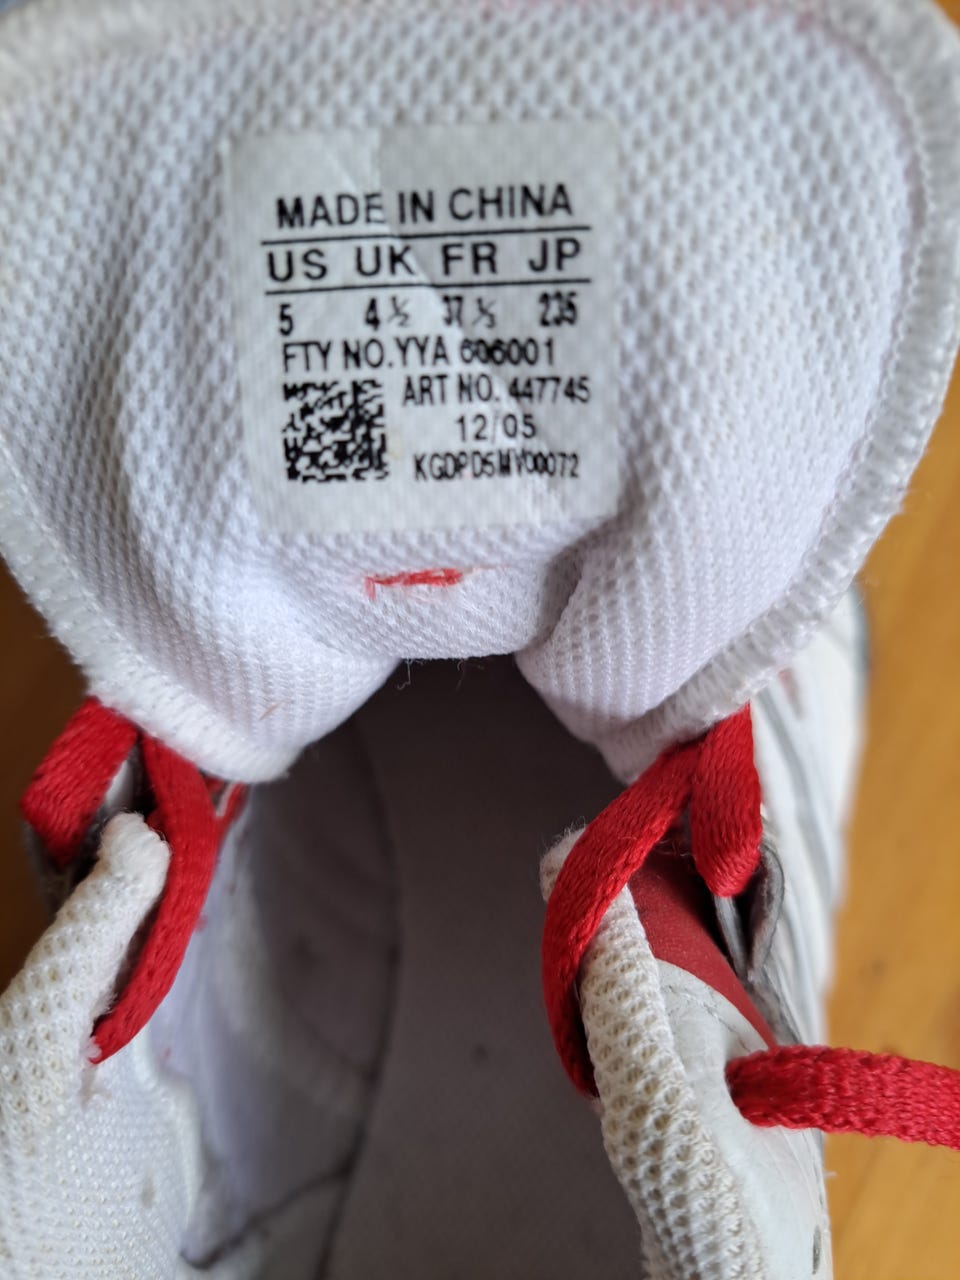 MADE IN CHINA
US UK FR JP
5 4½ 37⅓ 235
FTY NO.YYA 606001
ART NO. 447745
12/05
KGDPD5MV00072